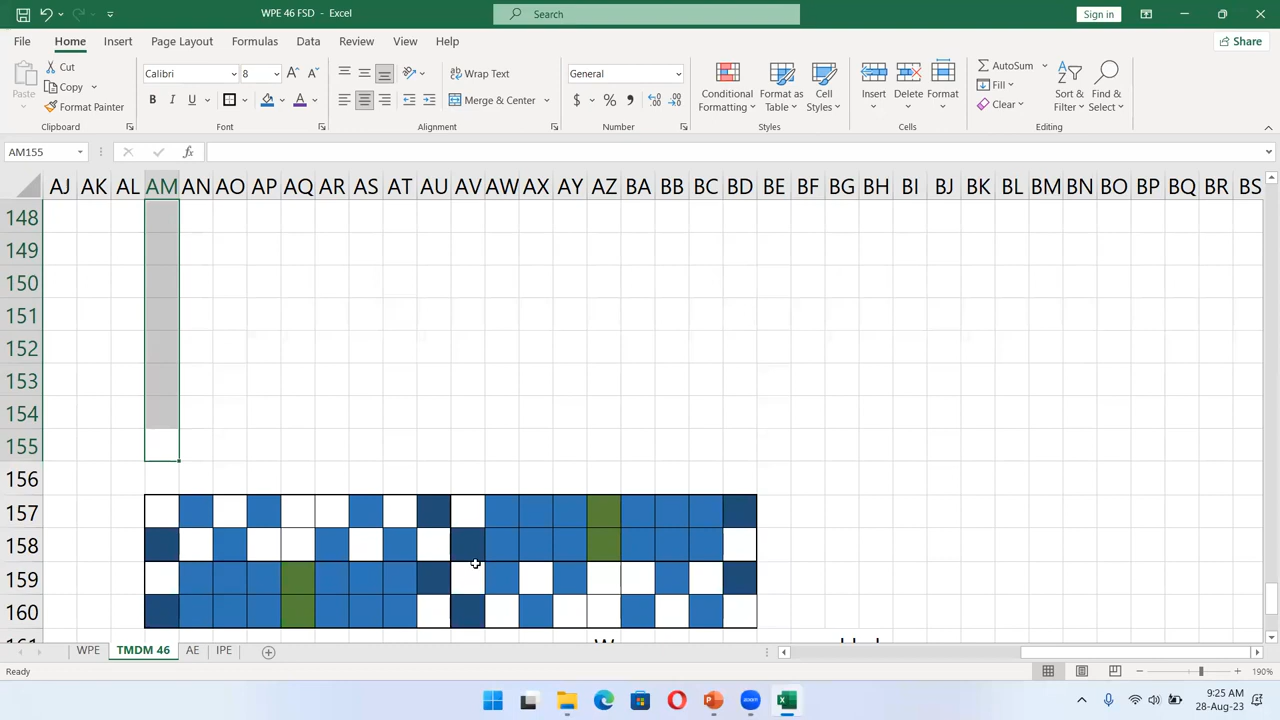 WPE 46 FSD - Excel
Search
Sign in
File Home Insert Page Layout Formulas Data Review View Help
Share
Paste
Cut
Copy
Format Painter
Clipboard
Calibri 8
B I U
Font
Wrap Text
Merge & Center
Alignment
General
$ % ,
Number
Conditional Formatting
Format as Table
Cell Styles
Styles
Insert Delete Format
Cells
AutoSum
Fill
Clear
Sort & Filter
Find & Select
Editing
AM155
fx
AJ AK AL AM AN AO AP AQ AR AS AT AU AV AW AX AY AZ BA BB BC BD BE BF BG BH BI BJ BK BL BM BN BO BP BQ BR BS
148
149
150
151
152
153
154
155
156
157
158
159
160
161
WPE TMDM 46 AE IPE
Ready
190%
zoom
9:25 AM
28-Aug-23